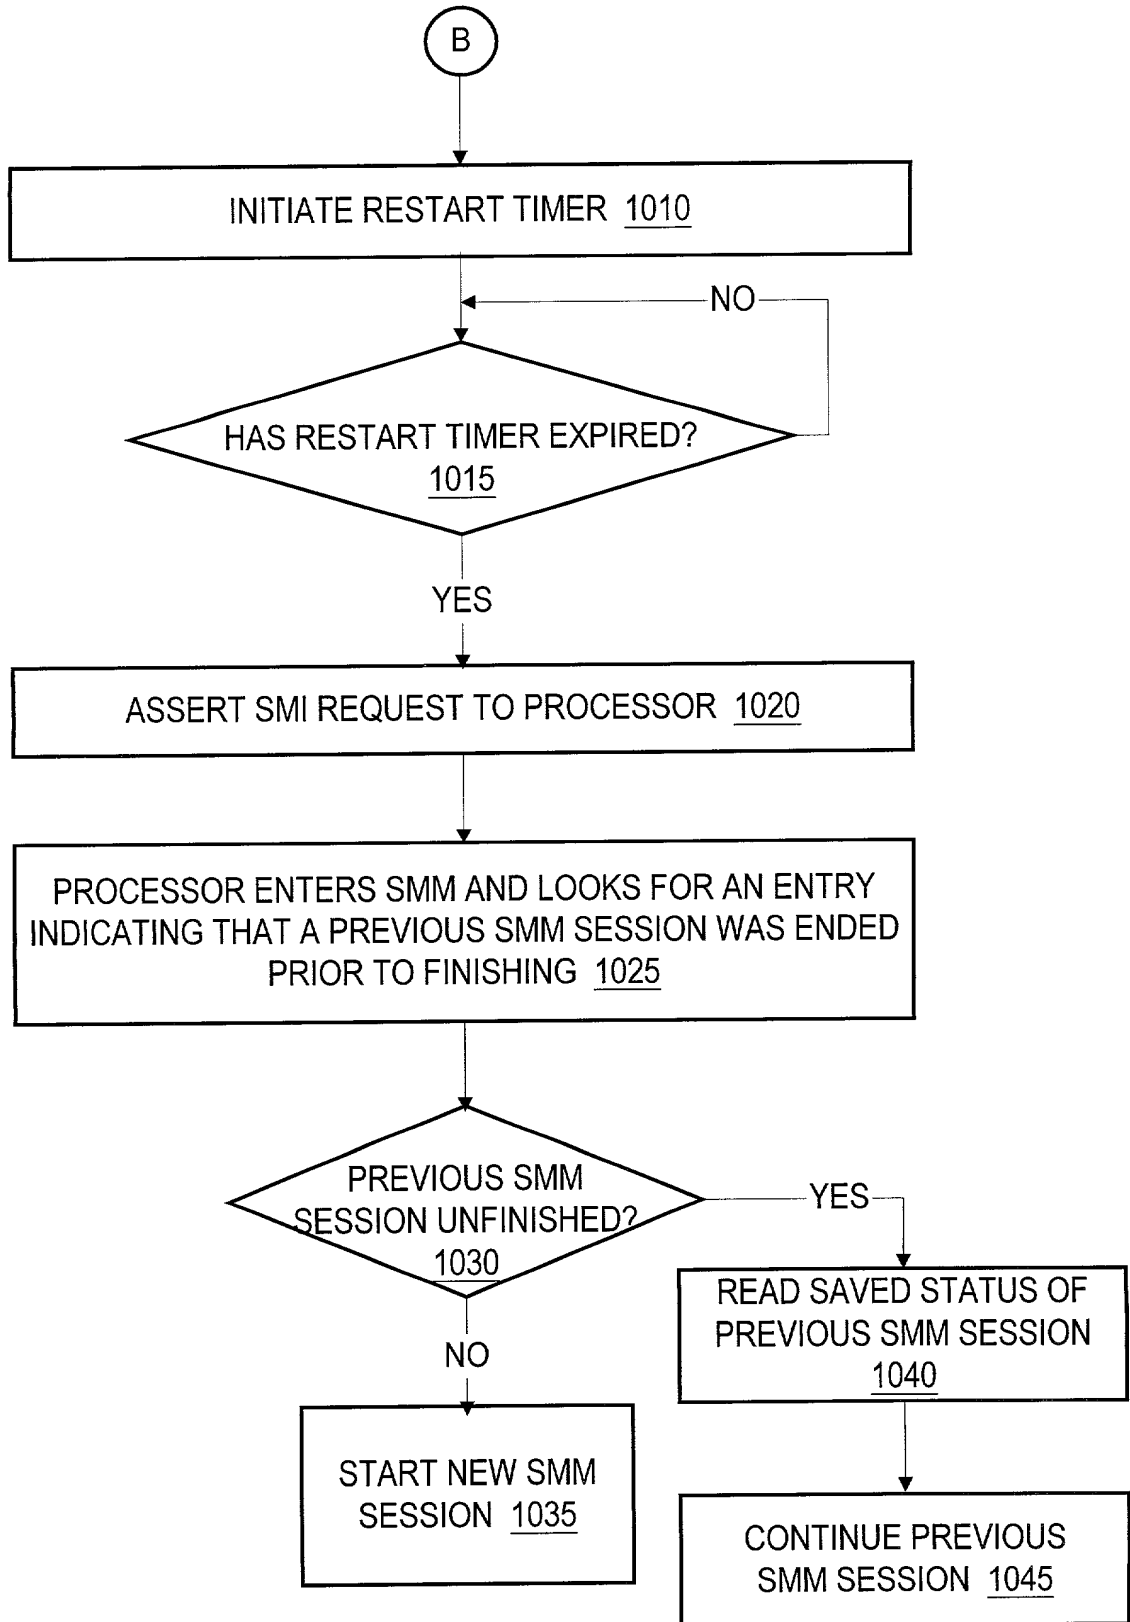 B
INITIATE RESTART TIMER 1010
NO
HAS RESTART TIMER EXPIRED?
1015
YES
ASSERT SMI REQUEST TO PROCESSOR 1020
PROCESSOR ENTERS SMM AND LOOKS FOR AN ENTRY
INDICATING THAT A PREVIOUS SMM SESSION WAS ENDED
PRIOR TO FINISHING 1025
PREVIOUS SMM
SESSION UNFINISHED?
1030
YES
NO
READ SAVED STATUS OF
PREVIOUS SMM SESSION
1040
START NEW SMM
SESSION 1035
CONTINUE PREVIOUS
SMM SESSION 1045